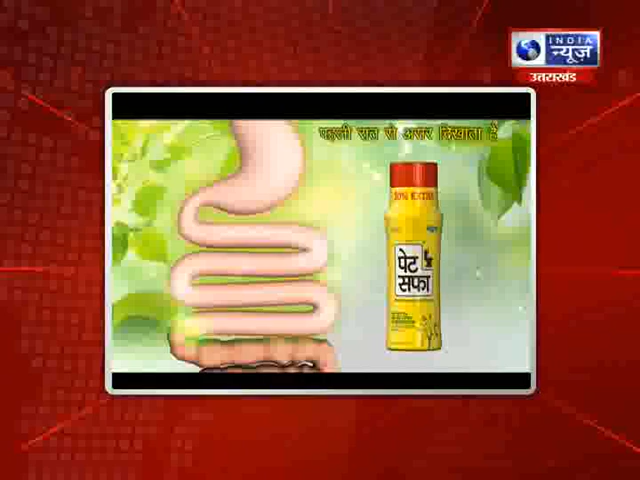 INDIA
न्यूज़
उत्तराखंड
पहली रात से असर दिखाता है
पेट
सफा